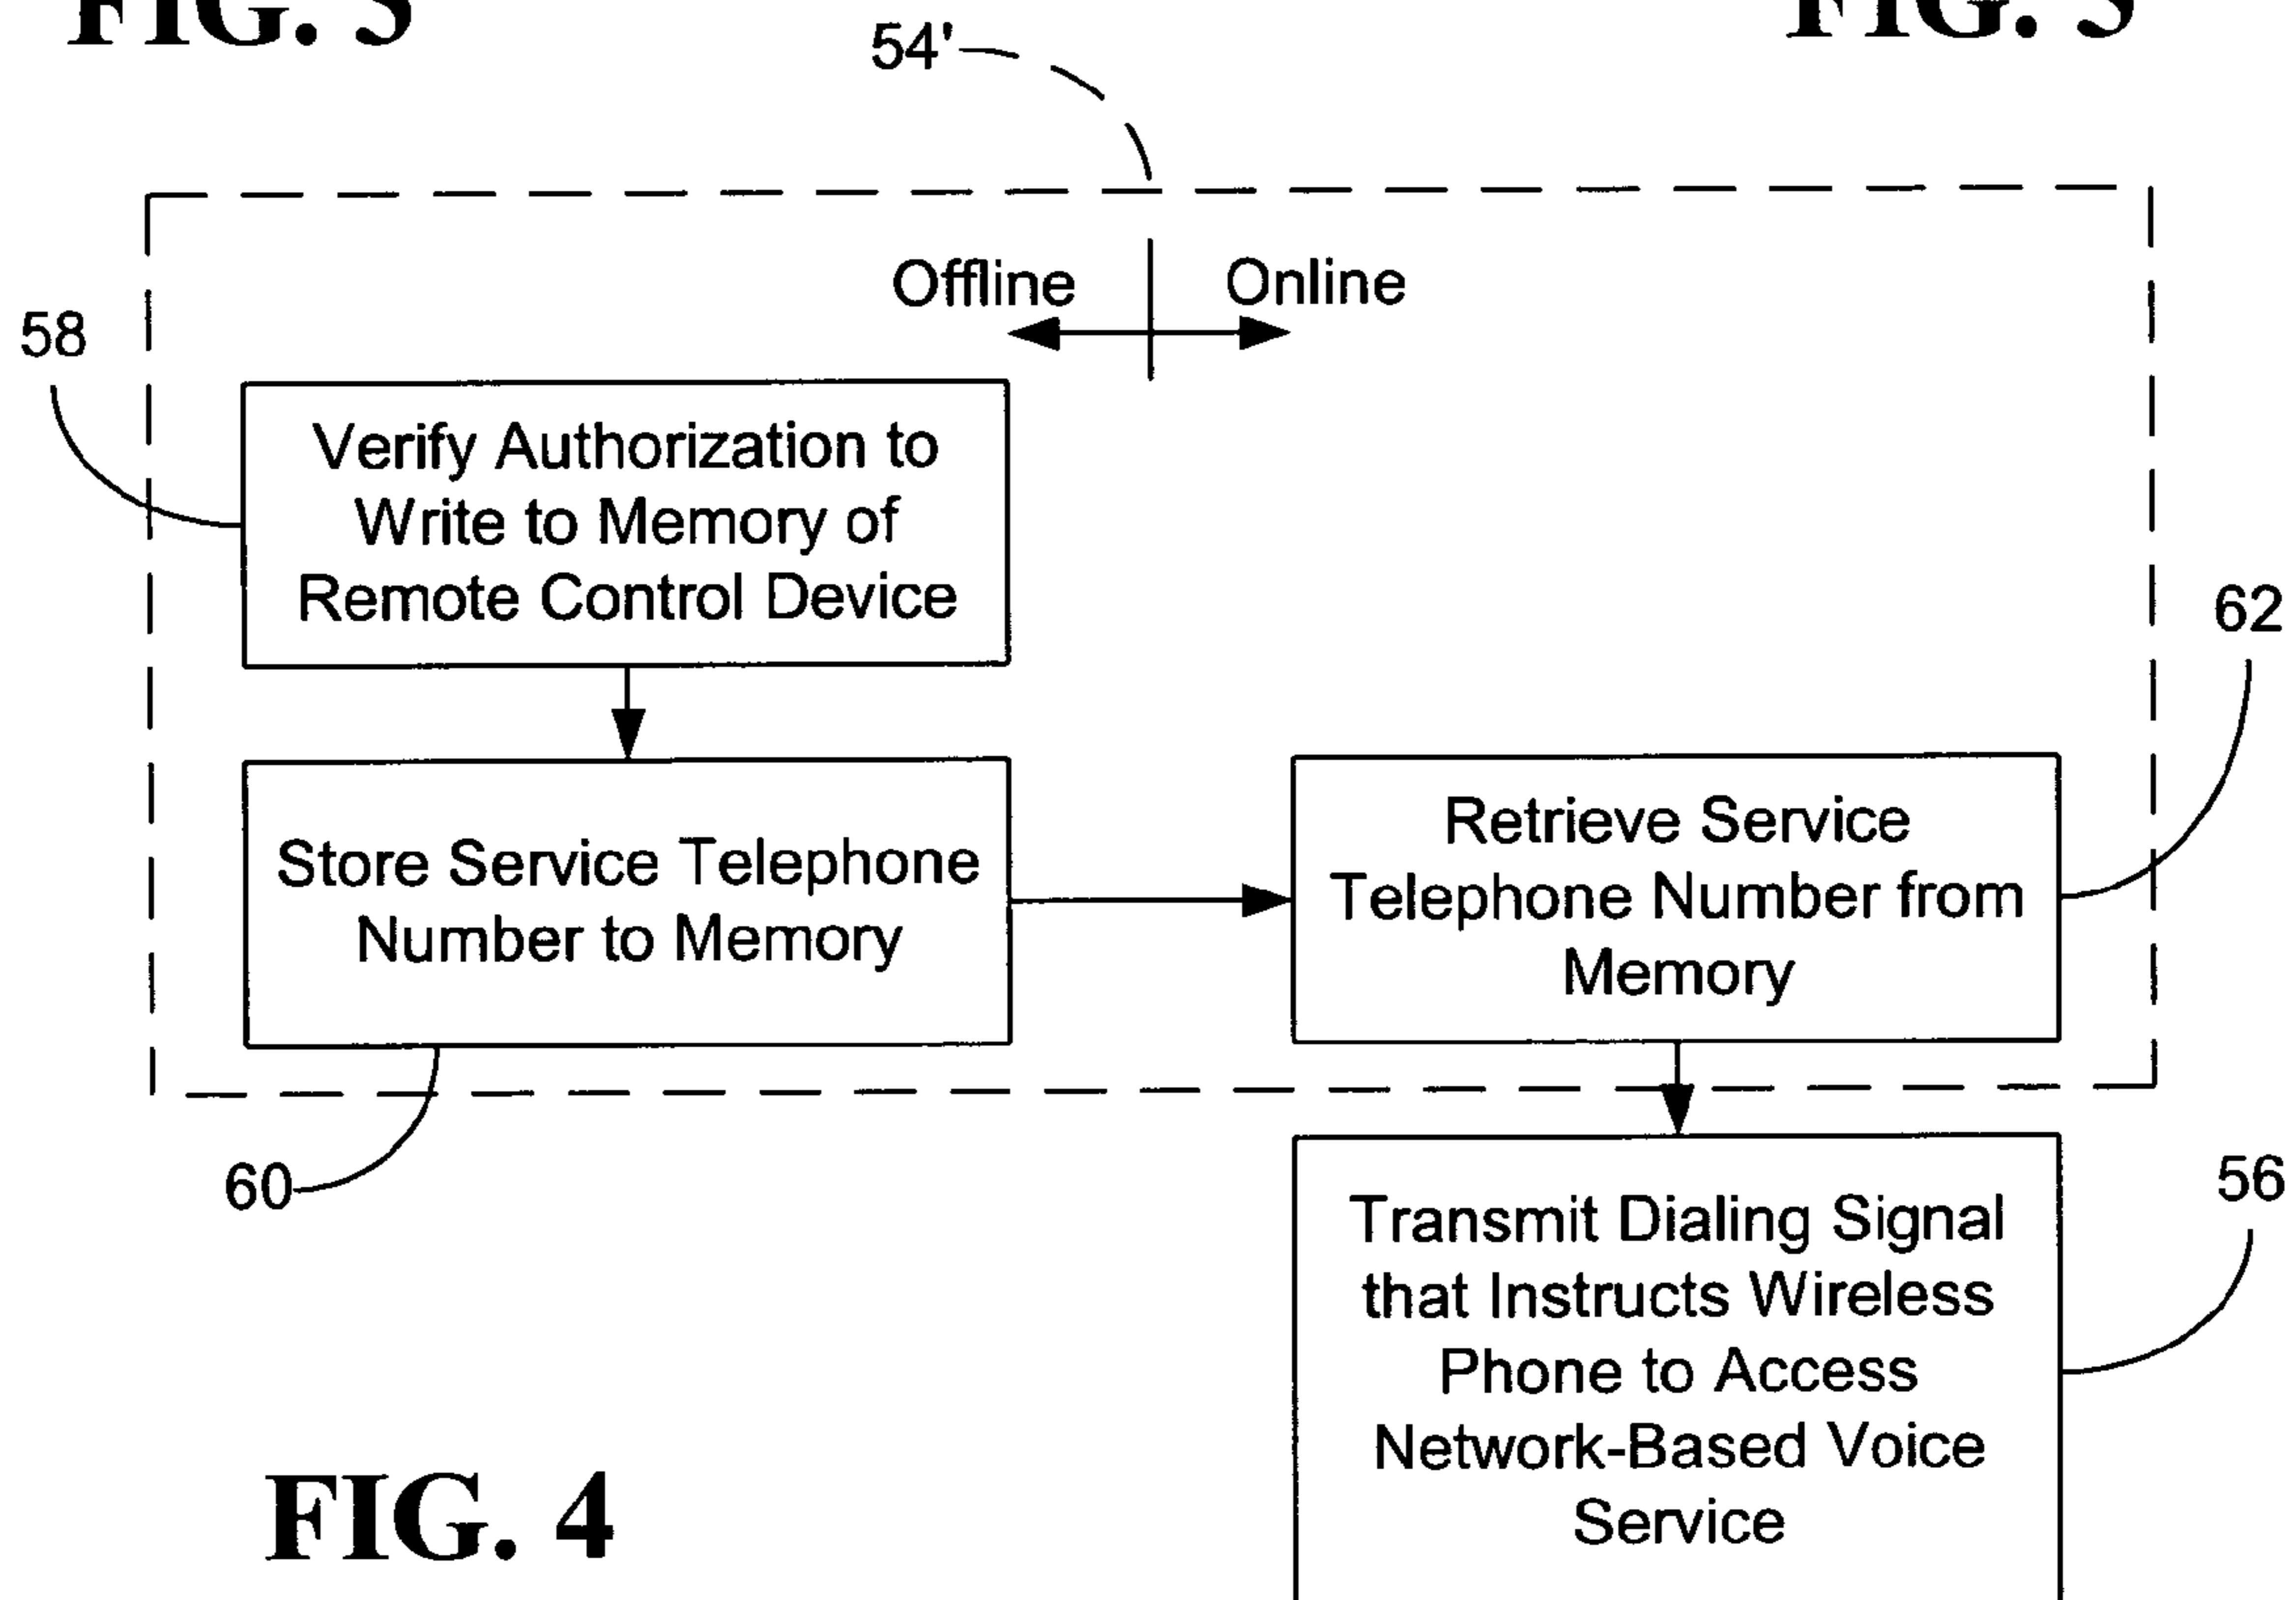 FIG. 3
FIG. 5
54'
Offline
Online
58
Verify Authorization to
Write to Memory of
Remote Control Device
62
Store Service Telephone
Number to Memory
Retrieve Service
Telephone Number from
Memory
60
56
Transmit Dialing Signal
that Instructs Wireless
Phone to Access
Network-Based Voice
Service
FIG. 4